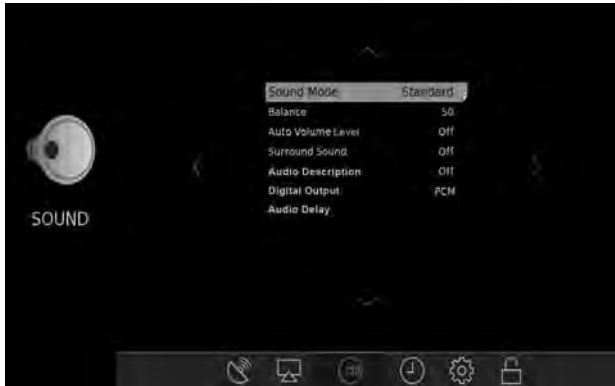 Sound Mode Standard
Balance 50
Auto Volume Level Off
Surround Sound Off
Audio Description Off
Digital Output PCM
Audio Delay
SOUND